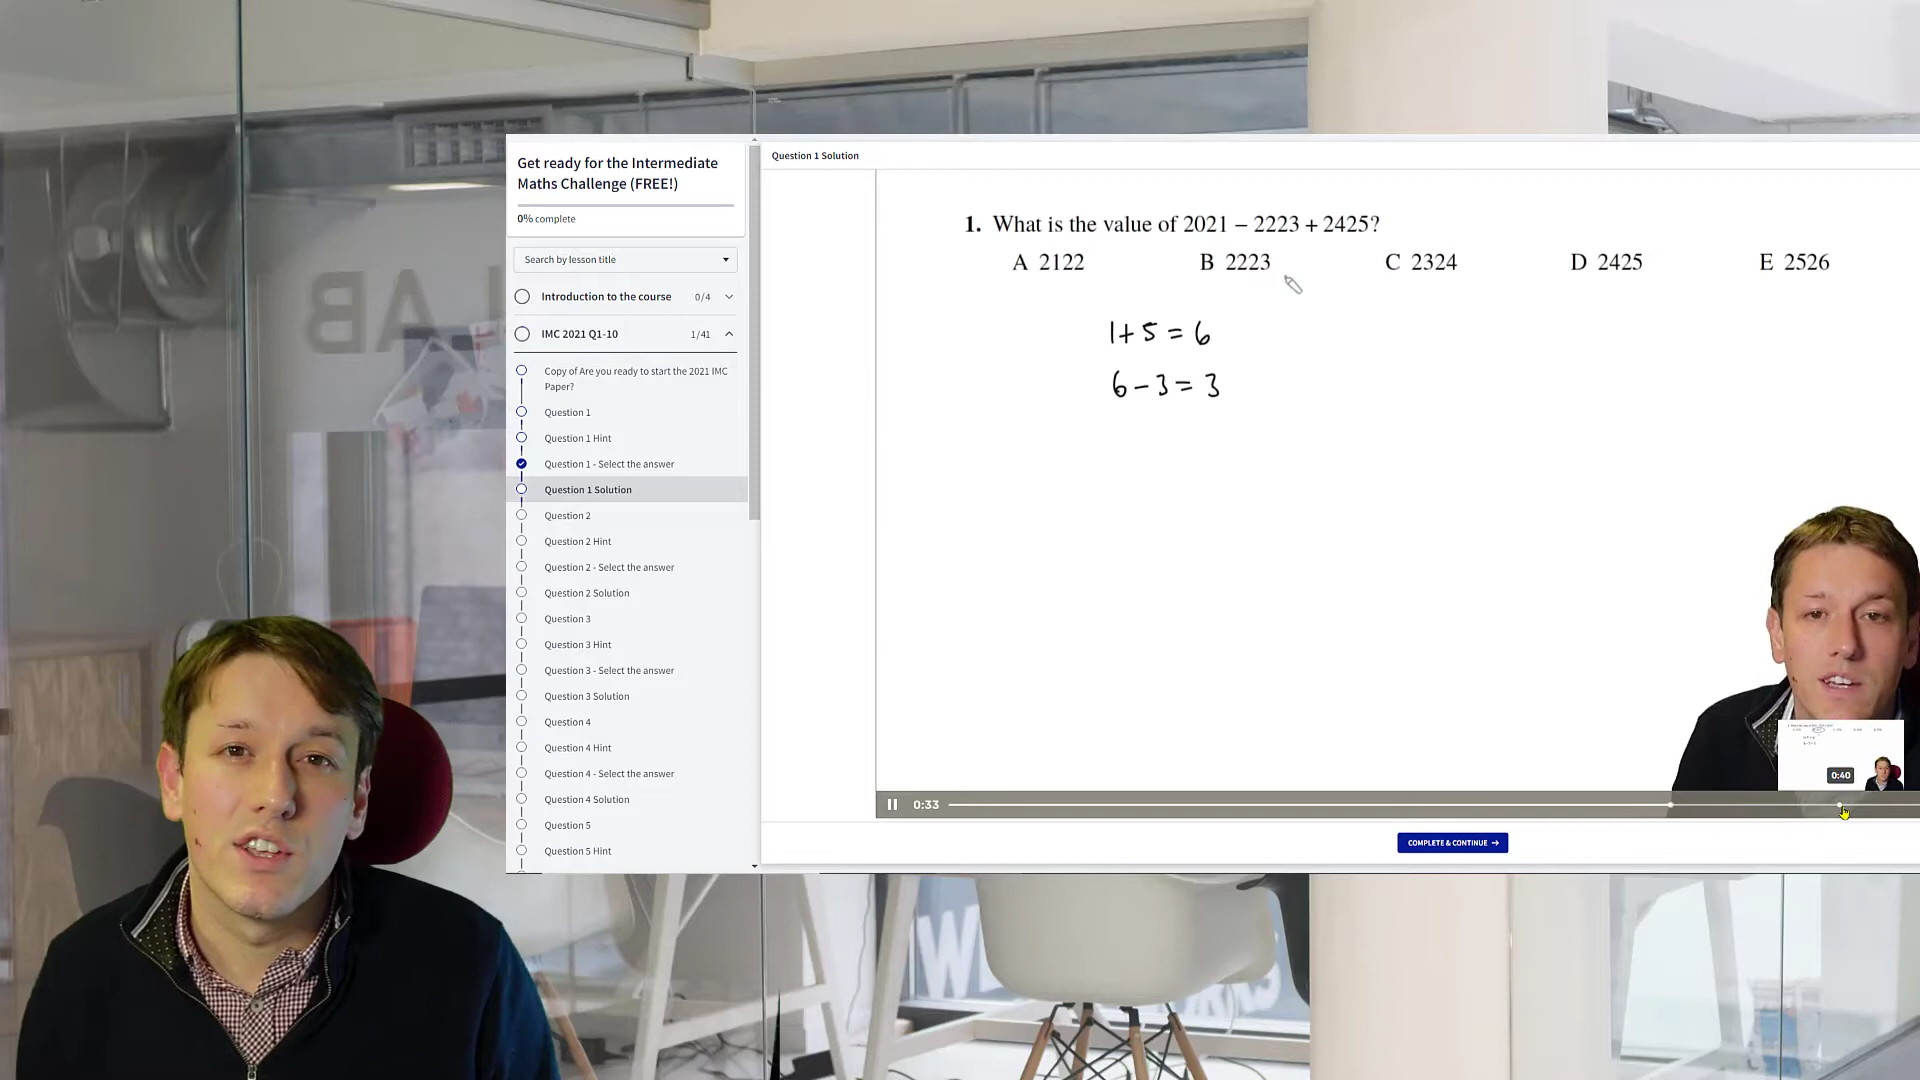 Get ready for the Intermediate
Maths Challenge (FREE!)
0% complete
Search by lesson title
Introduction to the course 0/4
IMC 2021 Q1-10 1/41
Copy of Are you ready to start the 2021 IMC
Paper?
Question 1
Question 1 Hint
Question 1 - Select the answer
Question 1 Solution
Question 2
Question 2 Hint
Question 2 - Select the answer
Question 2 Solution
Question 3
Question 3 Hint
Question 3 - Select the answer
Question 3 Solution
Question 4
Question 4 Hint
Question 4 - Select the answer
Question 4 Solution
Question 5
Question 5 Hint
Question 1 Solution
1. What is the value of 2021 − 2223 + 2425?
A 2122 B 2223 C 2324 D 2425 E 2526
1 + 5 = 6
6 − 3 = 3
0:40
0:33
COMPLETE & CONTINUE →
LAB